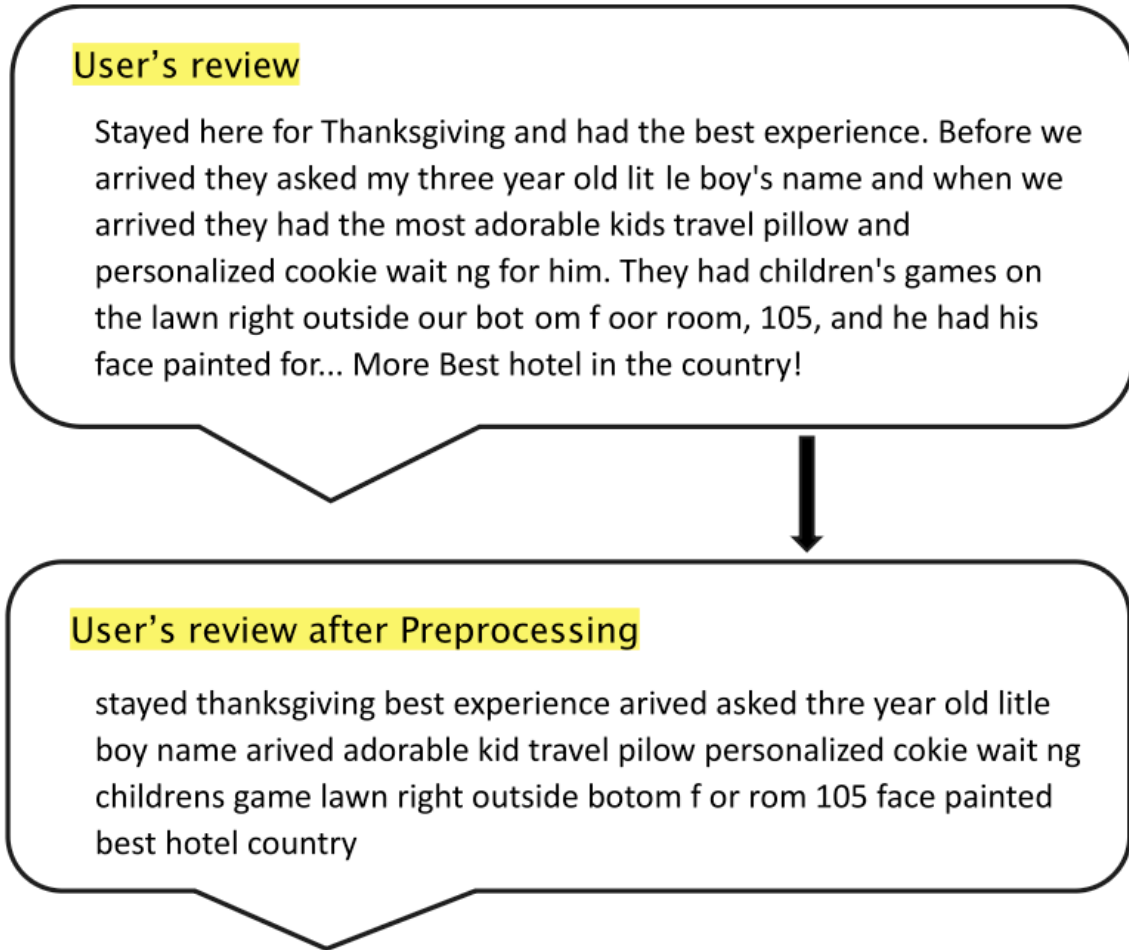 User’s review
Stayed here for Thanksgiving and had the best experience. Before we
arrived they asked my three year old lit le boy's name and when we
arrived they had the most adorable kids travel pillow and
personalized cookie wait ng for him. They had children's games on
the lawn right outside our bot om f oor room, 105, and he had his
face painted for... More Best hotel in the country!
User’s review after Preprocessing
stayed thanksgiving best experience arived asked thre year old litle
boy name arived adorable kid travel pilow personalized cokie wait ng
childrens game lawn right outside botom f or rom 105 face painted
best hotel country